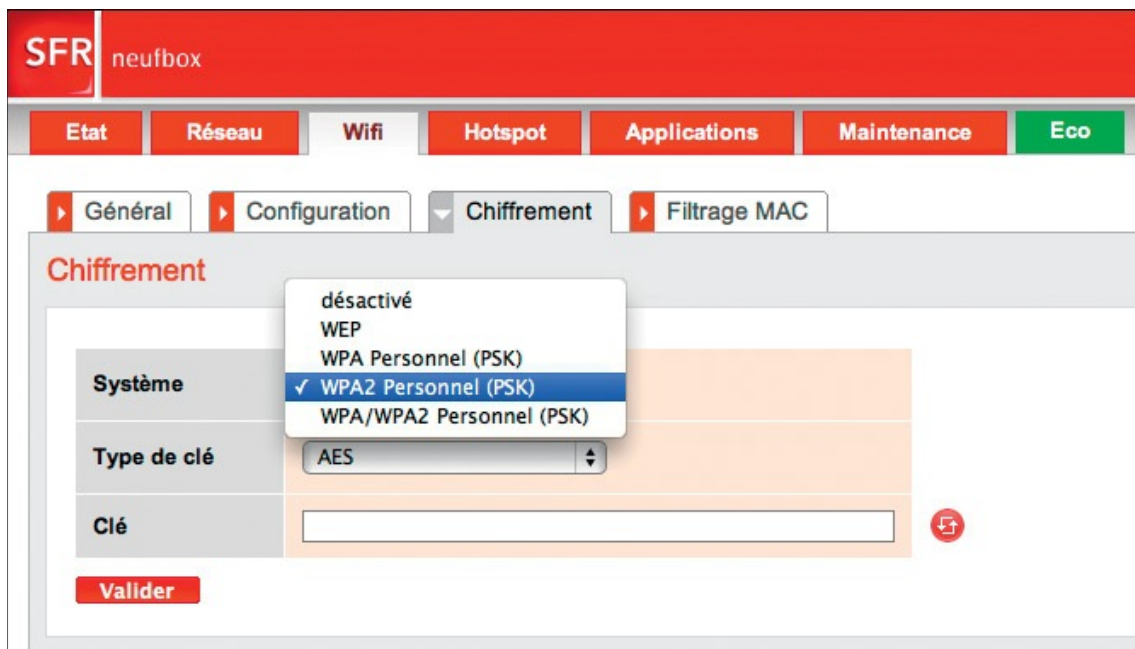 SFR neufbox
Etat Réseau Wifi Hotspot Applications Maintenance Eco
Général Configuration Chiffrement Filtrage MAC
Chiffrement
désactivé
WEP
WPA Personnel (PSK)
Système ✓ WPA2 Personnel (PSK)
WPA/WPA2 Personnel (PSK)
Type de clé AES
Clé
Valider